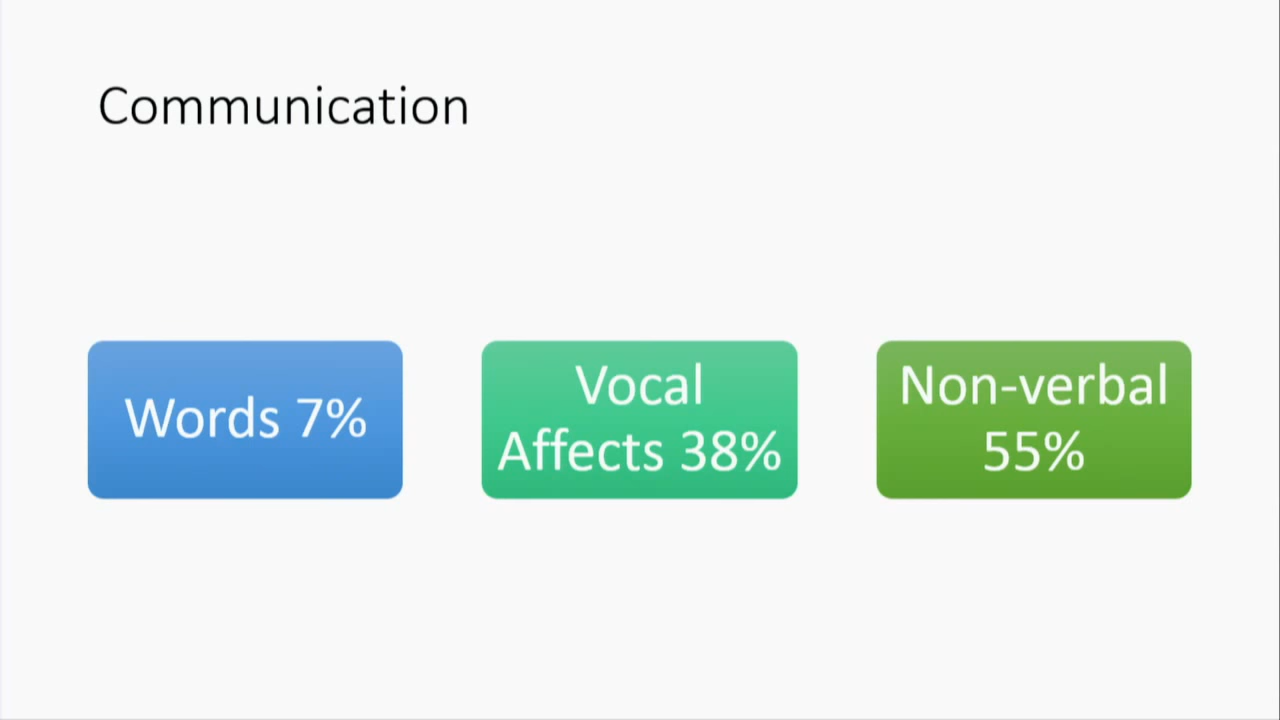 Communication
Words 7%
Vocal
Affects 38%
Non-verbal
55%